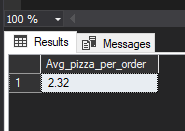 100 %
Results Messages
Avg_pizza_per_order
1 2.32